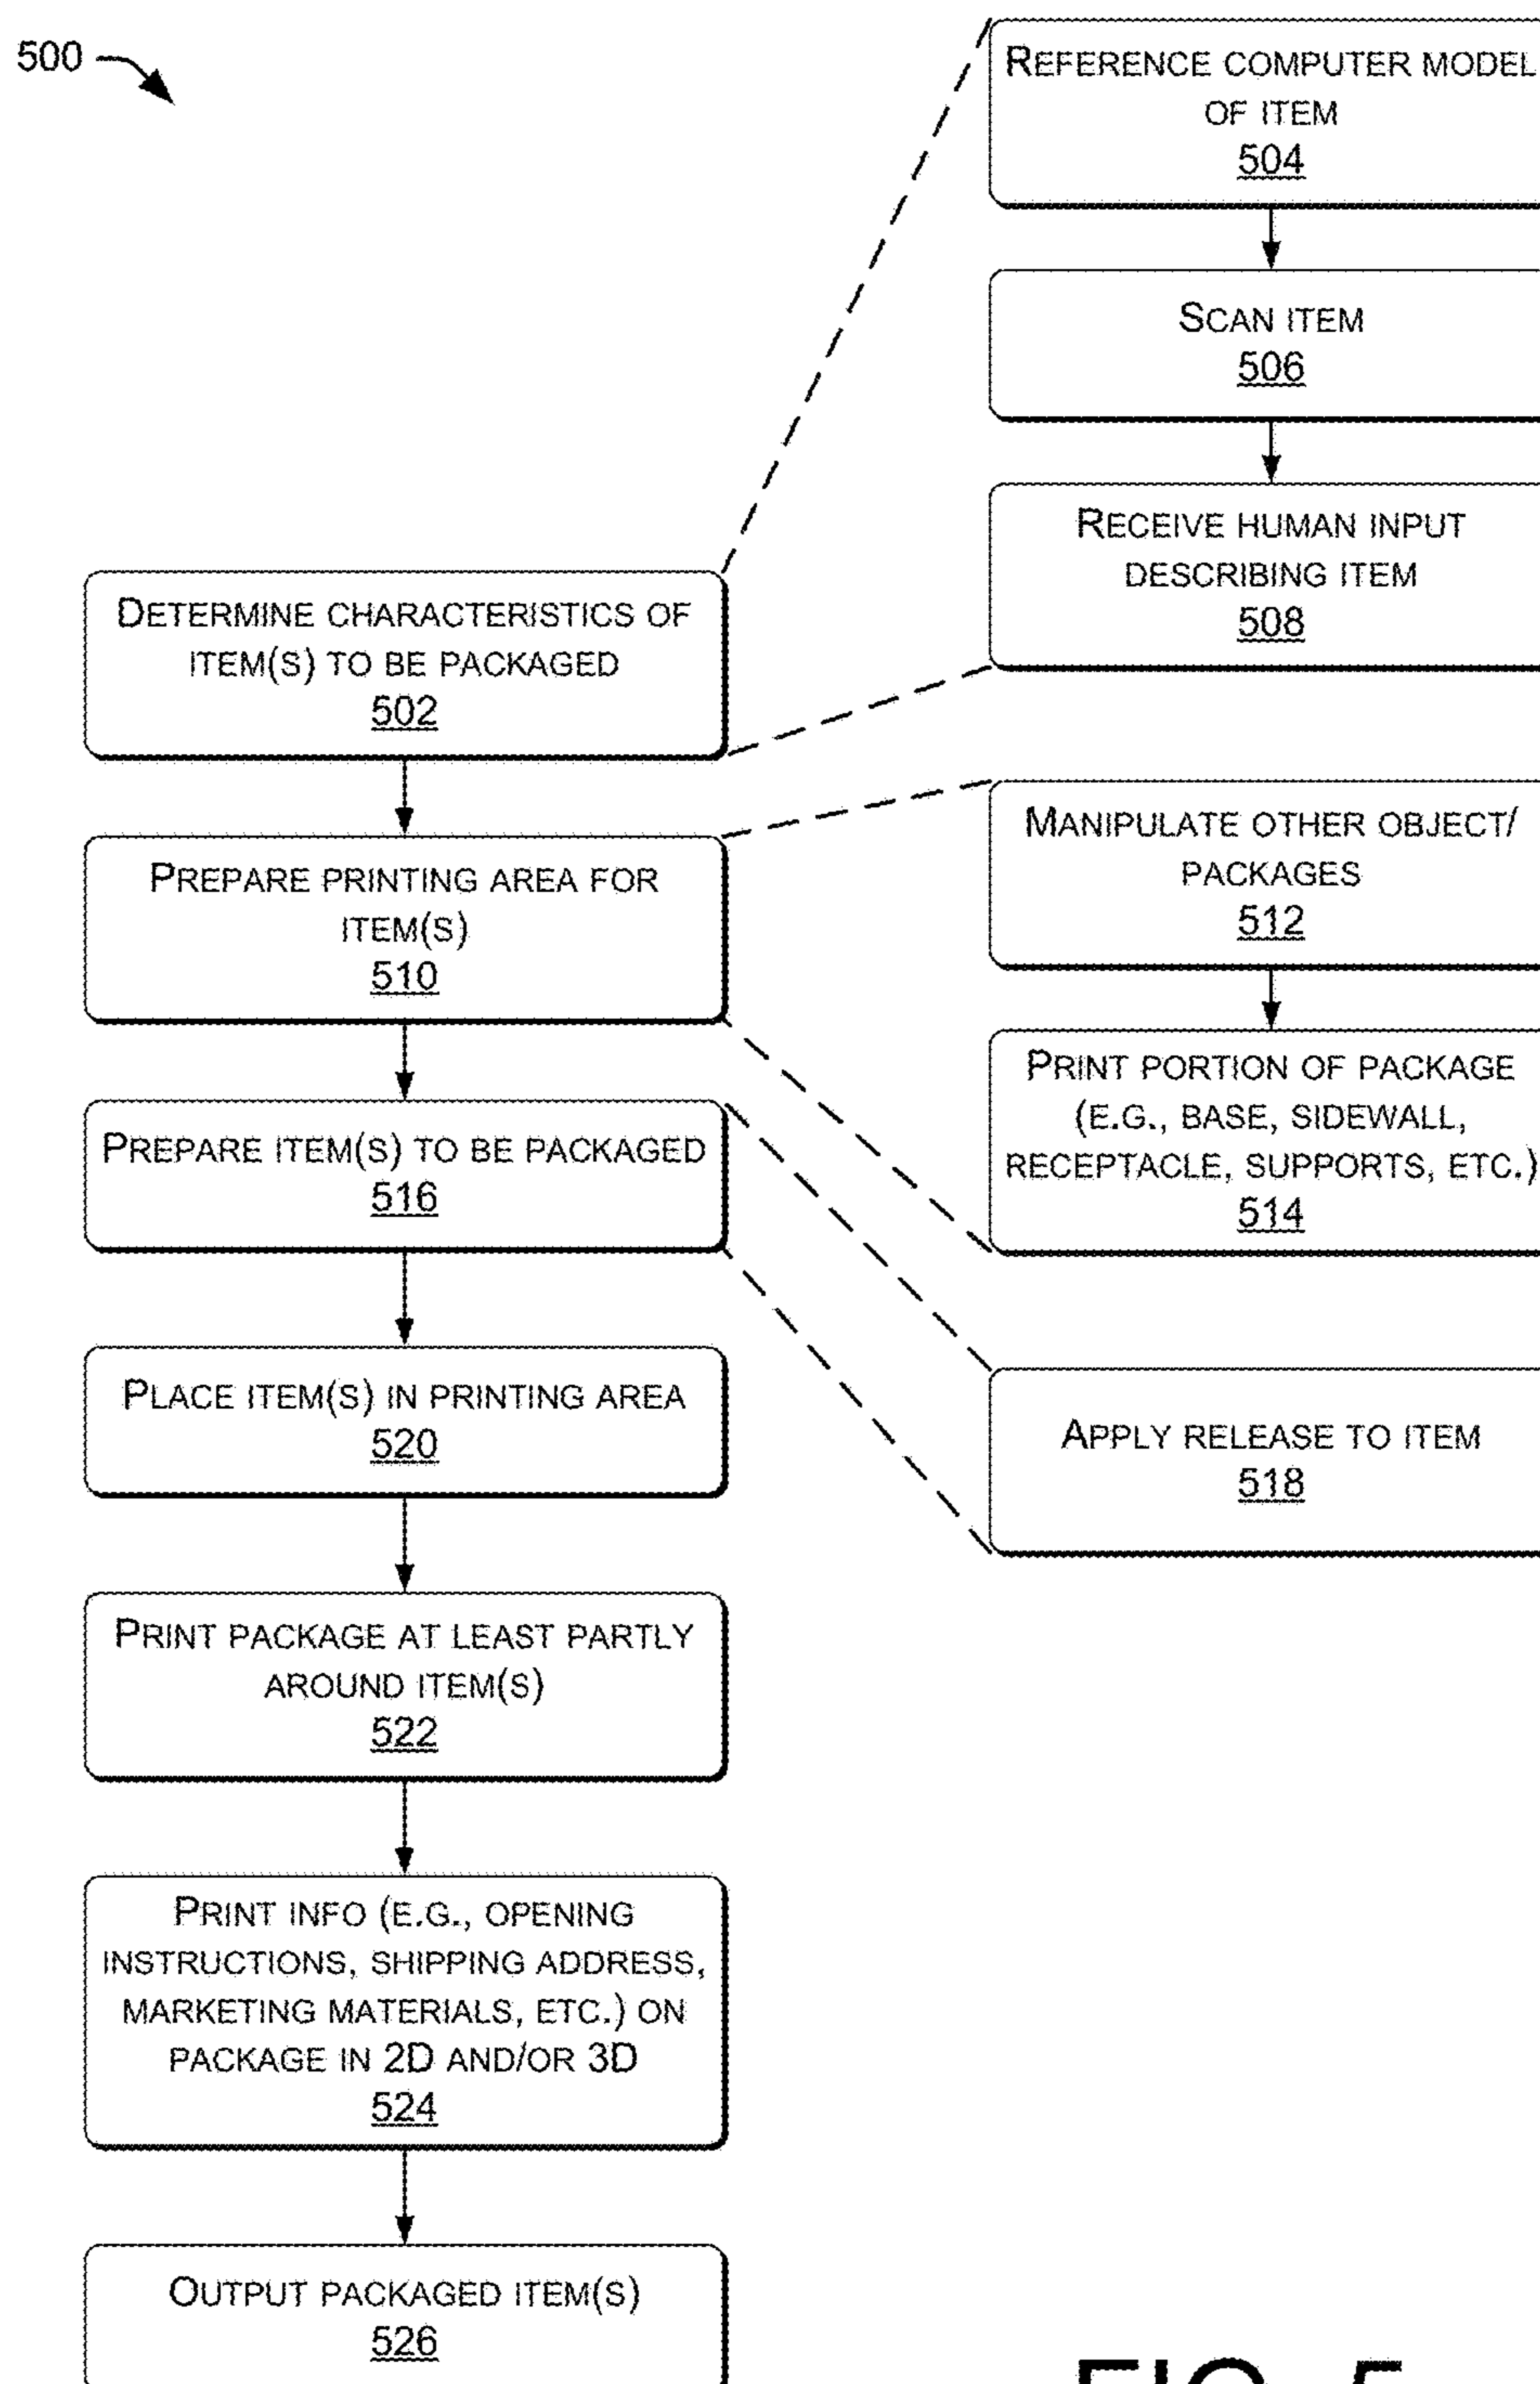 500
REFERENCE COMPUTER MODEL
OF ITEM
504
SCAN ITEM
506
RECEIVE HUMAN INPUT
DESCRIBING ITEM
508
DETERMINE CHARACTERISTICS OF
ITEM(S) TO BE PACKAGED
502
PREPARE PRINTING AREA FOR
ITEM(S)
510
MANIPULATE OTHER OBJECT/
PACKAGES
512
PRINT PORTION OF PACKAGE
(E.G., BASE, SIDEWALL,
RECEPTACLE, SUPPORTS, ETC.)
514
PREPARE ITEM(S) TO BE PACKAGED
516
APPLY RELEASE TO ITEM
518
PLACE ITEM(S) IN PRINTING AREA
520
PRINT PACKAGE AT LEAST PARTLY
AROUND ITEM(S)
522
PRINT INFO (E.G., OPENING
INSTRUCTIONS, SHIPPING ADDRESS,
MARKETING MATERIALS, ETC.) ON
PACKAGE IN 2D AND/OR 3D
524
OUTPUT PACKAGED ITEM(S)
526
FIG. 5